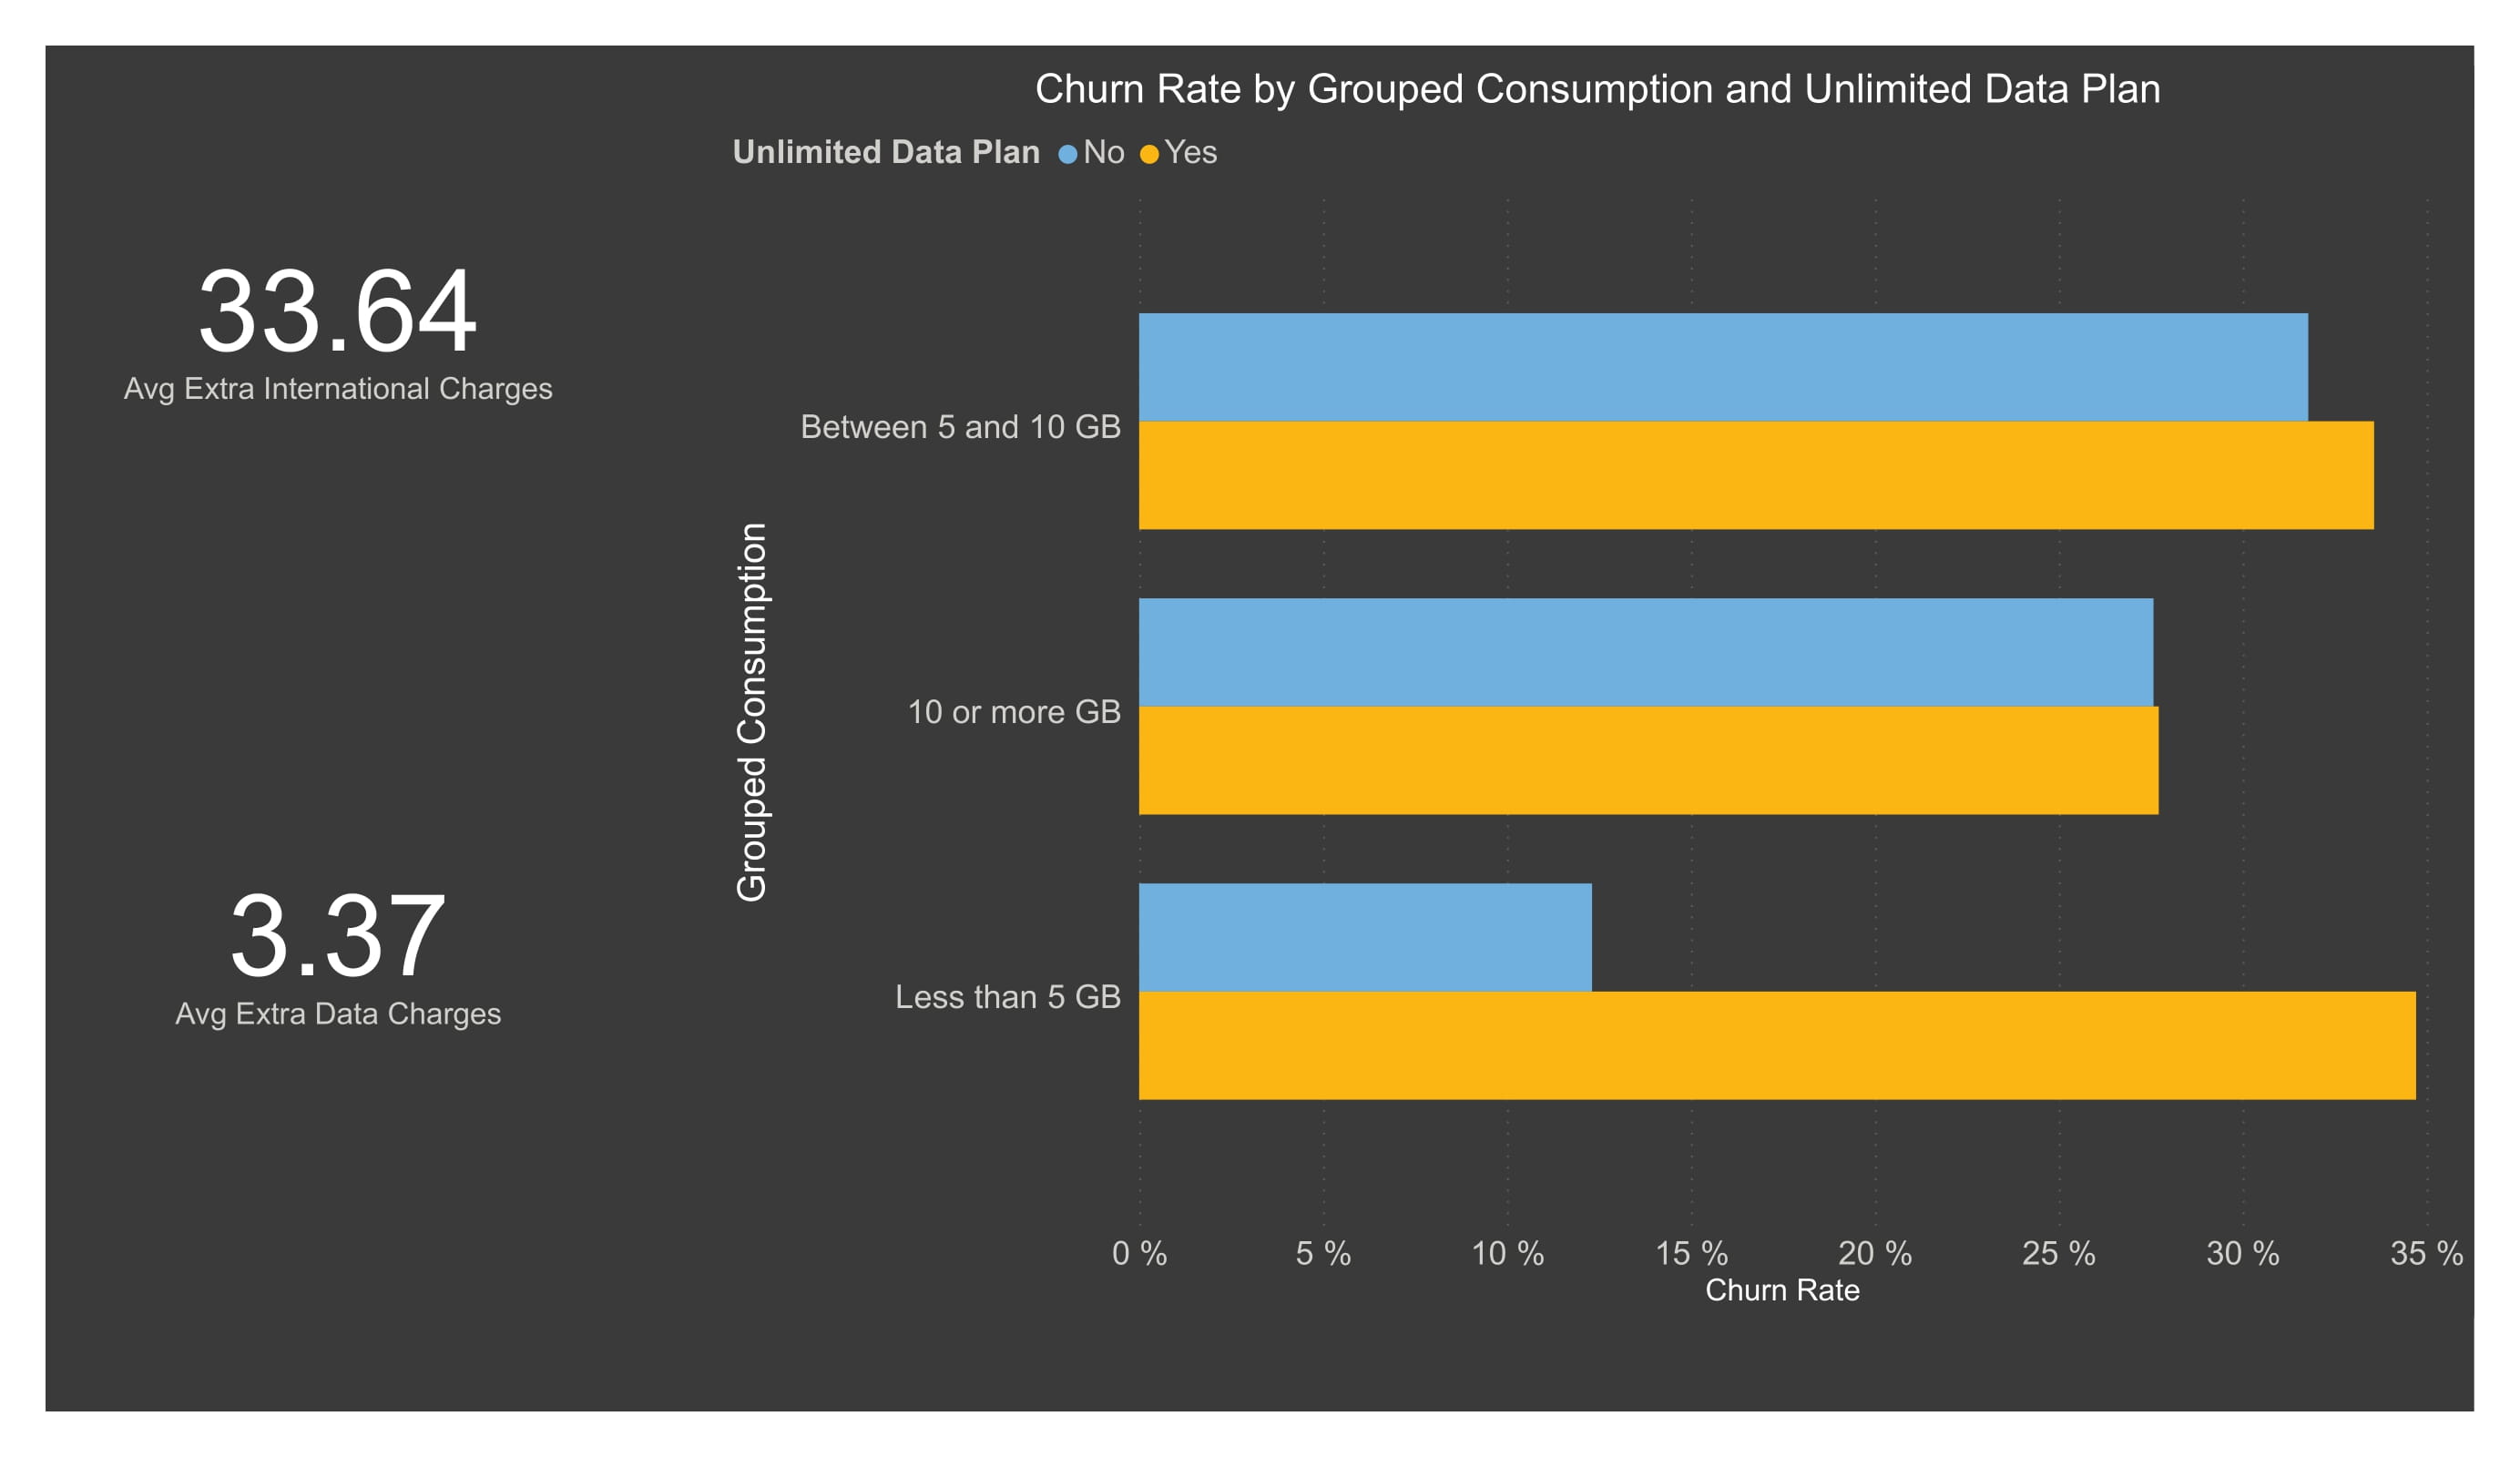 Churn Rate by Grouped Consumption and Unlimited Data Plan
Unlimited Data Plan No Yes
33.64
Avg Extra International Charges
3.37
Avg Extra Data Charges
Grouped Consumption
Between 5 and 10 GB
10 or more GB
Less than 5 GB
0 % 5 % 10 % 15 % 20 % 25 % 30 % 35 %
Churn Rate